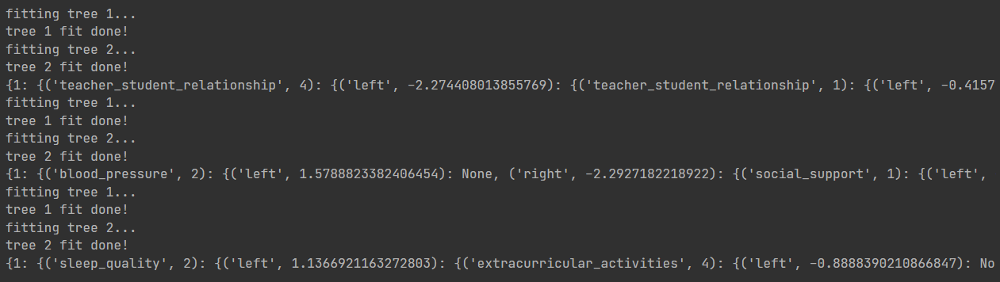 fitting tree 1...
tree 1 fit done!
fitting tree 2...
tree 2 fit done!
{1: {('teacher_student_relationship', 4): {('left', -2.274408013855769): {('teacher_student_relationship', 1): {('left', -0.4157
fitting tree 1...
tree 1 fit done!
fitting tree 2...
tree 2 fit done!
{1: {('blood_pressure', 2): {('left', 1.5788823382406454): None, ('right', -2.2927182218922): {('social_support', 1): {('left',
fitting tree 1...
tree 1 fit done!
fitting tree 2...
tree 2 fit done!
{1: {('sleep_quality', 2): {('left', 1.1366921163272803): {('extracurricular_activities', 4): {('left', -0.8888390210866847): No